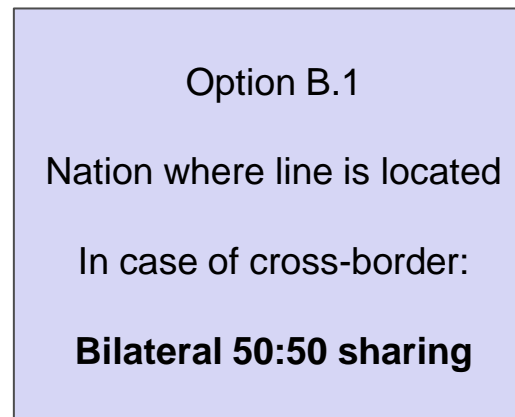 Option B.1
Nation where line is located
In case of cross-border:
Bilateral 50:50 sharing